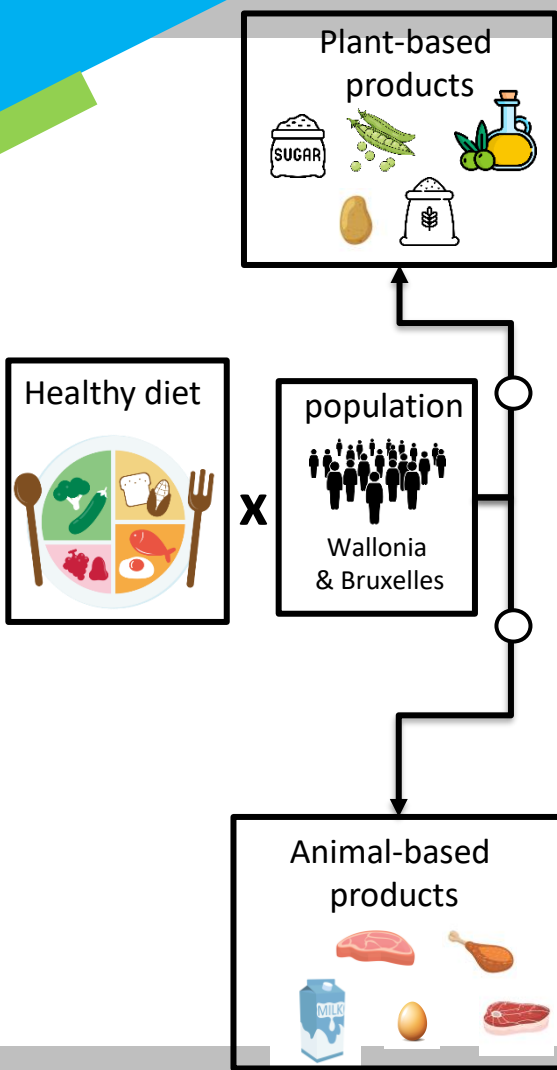 Plant-based
products
SUGAR
Healthy diet
x
population
Wallonia
& Bruxelles
Animal-based
products
MILK